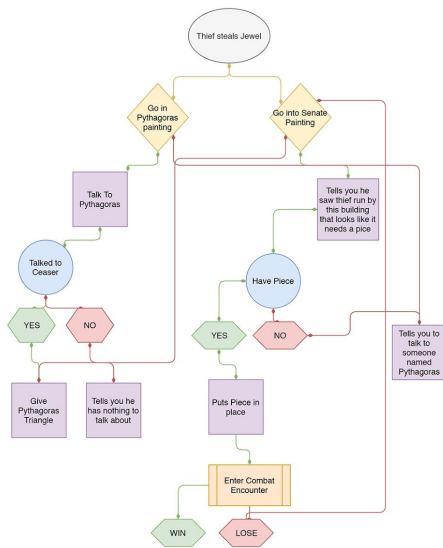 Thief steals Jewel
Go in
Pythagoras
painting
Go into Senate
Painting
Talk To
Pythagoras
Tells you he
saw thief run by
this building
that looks like it
needs a pice
Talked to
Ceaser
Have Piece
YES
NO
YES
NO
Tells you to
talk to
someone
named
Pythagoras
Give
Pythagoras
Triangle
Tells you he
has nothing to
talk about
Puts Piece in
place
Enter Combat
Encounter
WIN
LOSE